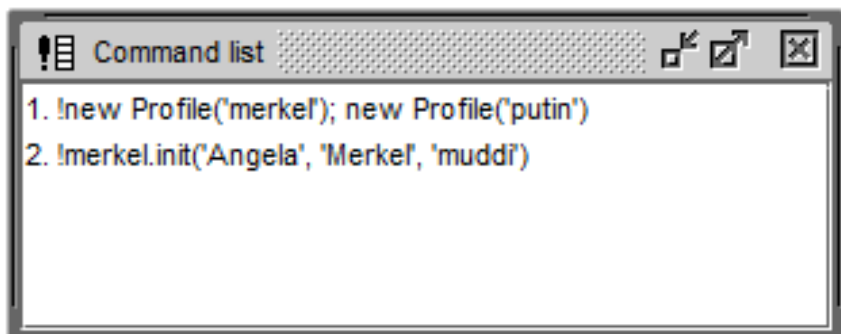 Command list
1. !new Profile('merkel'); new Profile('putin')
2. !merkel.init('Angela', 'Merkel', 'muddi')